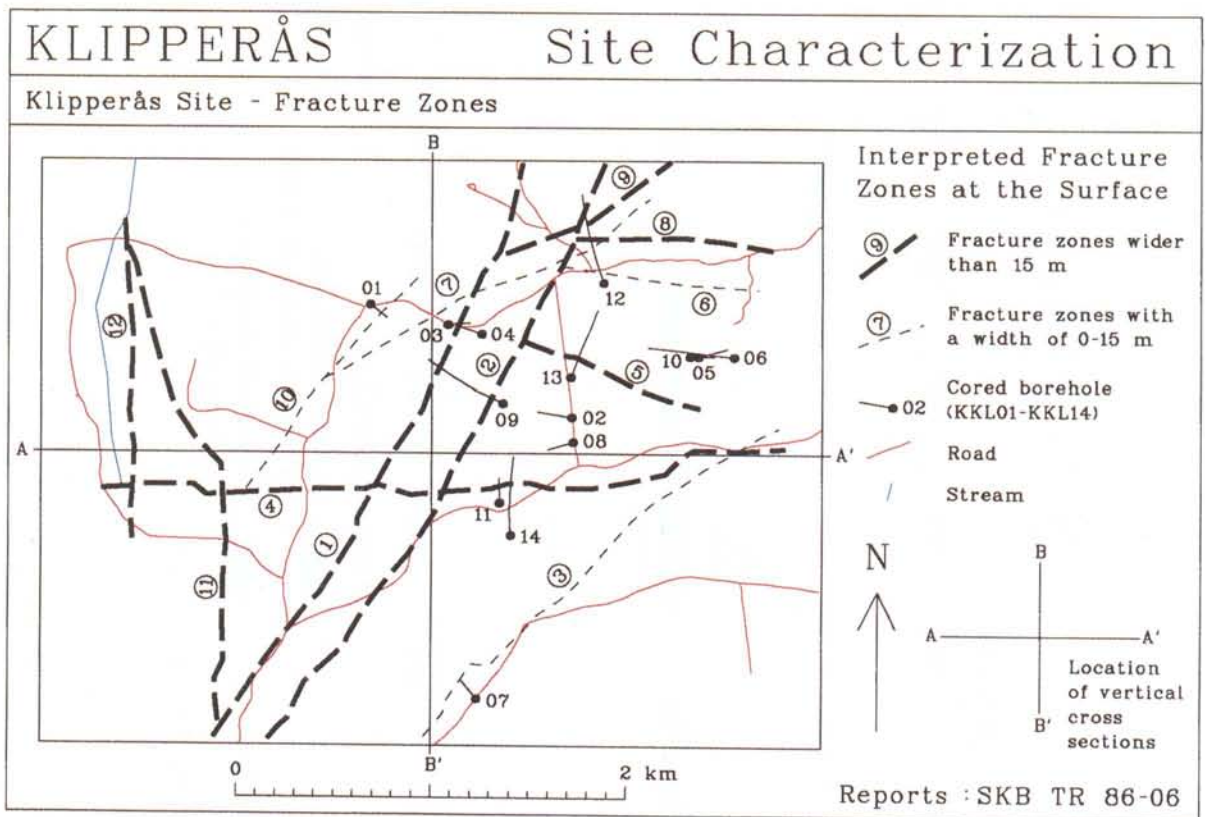 KLIPPERÅS Site Characterization
Klipperås Site - Fracture Zones
B
9
8
01
7
12
6
03
04
12
2
10
05
06
13
5
10
02
09
08
A
A'
4
11
1
14
3
11
07
B'
0 2 km
Interpreted Fracture
Zones at the Surface
9 Fracture zones wider
than 15 m
7 Fracture zones with
a width of 0-15 m
02 Cored borehole
(KKL01-KKL14)
Road
Stream
N
B
A
A'
B'
Location
of vertical
cross
sections
Reports : SKB TR 86-06